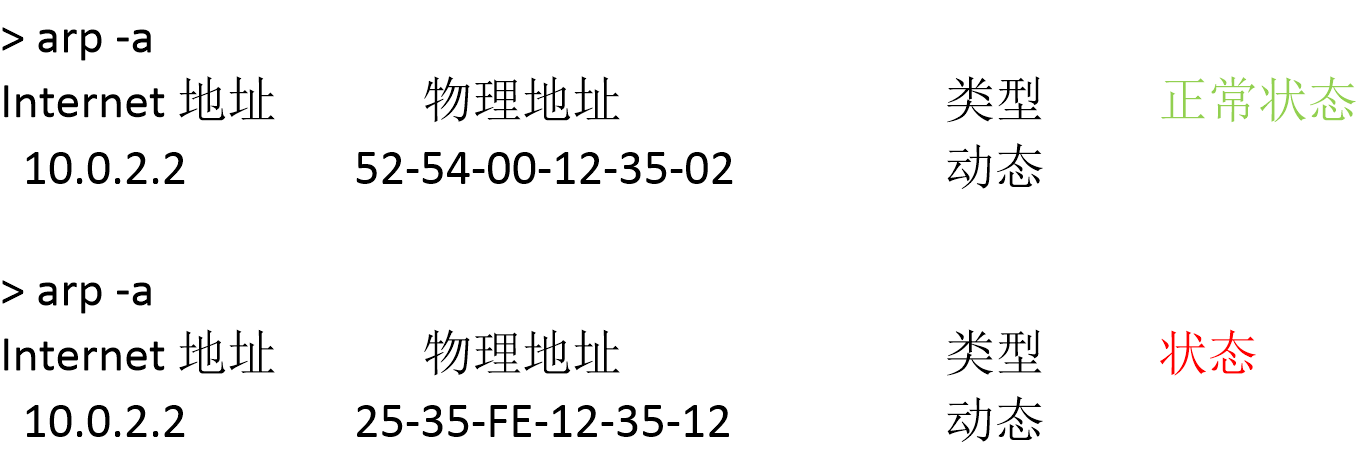 > arp -a
Internet 地址 物理地址 类型 正常状态
10.0.2.2 52-54-00-12-35-02 动态
> arp -a
Internet 地址 物理地址 类型 状态
10.0.2.2 25-35-FE-12-35-12 动态